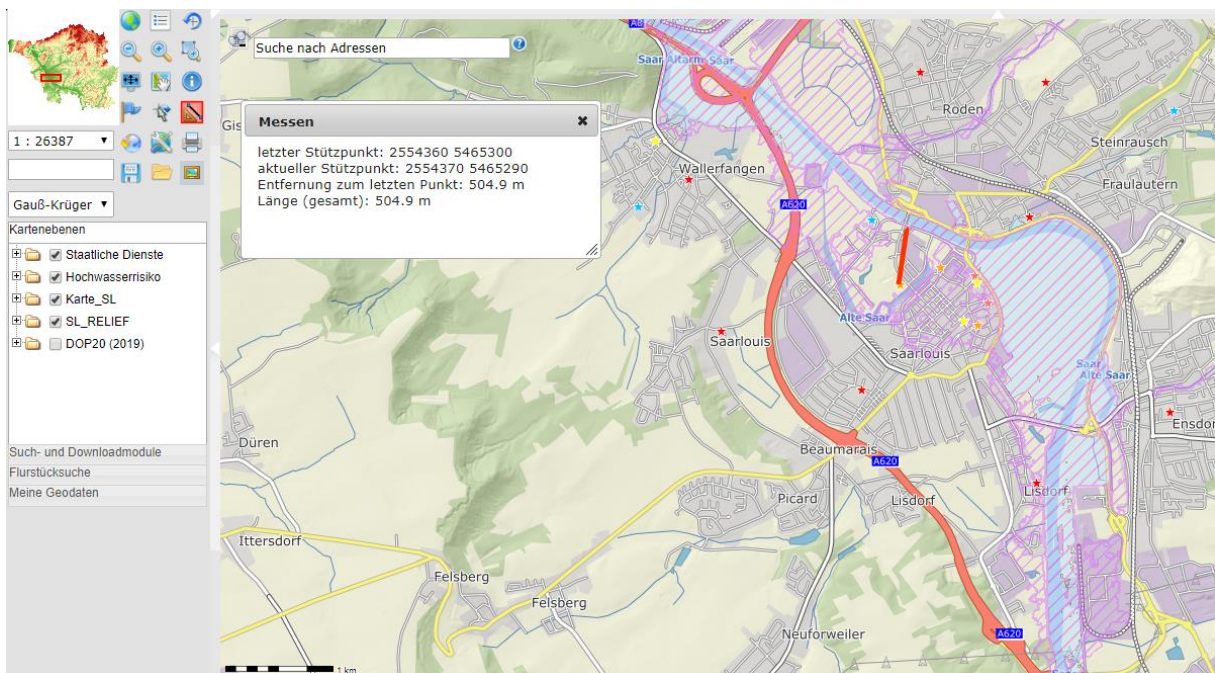 Suche nach Adressen
1 : 26387
Gauß-Krüger
Kartenebenen
Staatliche Dienste
Hochwasserrisiko
Karte_SL
SL_RELIEF
DOP20 (2019)
Such- und Downloadmodule
Flurstücksuche
Meine Geodaten
Messen
letzter Stützpunkt: 2554360 5465300
aktueller Stützpunkt: 2554370 5465290
Entfernung zum letzten Punkt: 504.9 m
Länge (gesamt): 504.9 m
A8
Saar Altarm Saar
Roden
Steinrausch
Gis
Wallerfangen
Fraulautern
A620
Alte Saar
Saarlouis
Saarlouis
Saar
Alte Saar
Ensdor
Düren
Beaumarais
A620
Picard
Lisdorf
Lisdorf
Ittersdorf
Felsberg
Felsberg
Neuforweiler
A620
1 km